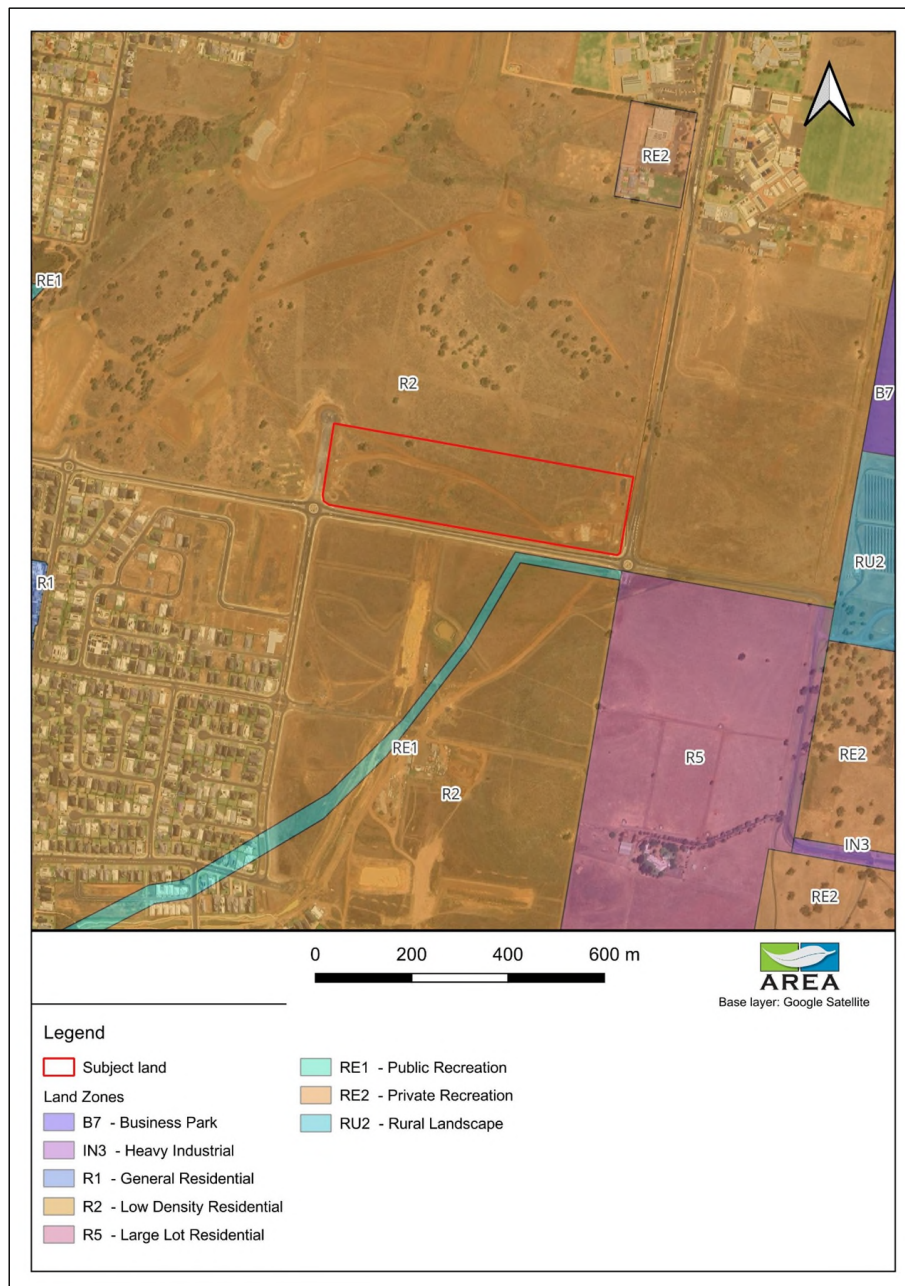 RE2
RE1
R2
B7
RU2
R1
RE1
R5
RE2
R2
IN3
RE2
0 200 400 600 m
AREA
Base layer: Google Satellite
Legend
Subject land
Land Zones
B7 - Business Park
IN3 - Heavy Industrial
R1 - General Residential
R2 - Low Density Residential
R5 - Large Lot Residential
RE1 - Public Recreation
RE2 - Private Recreation
RU2 - Rural Landscape